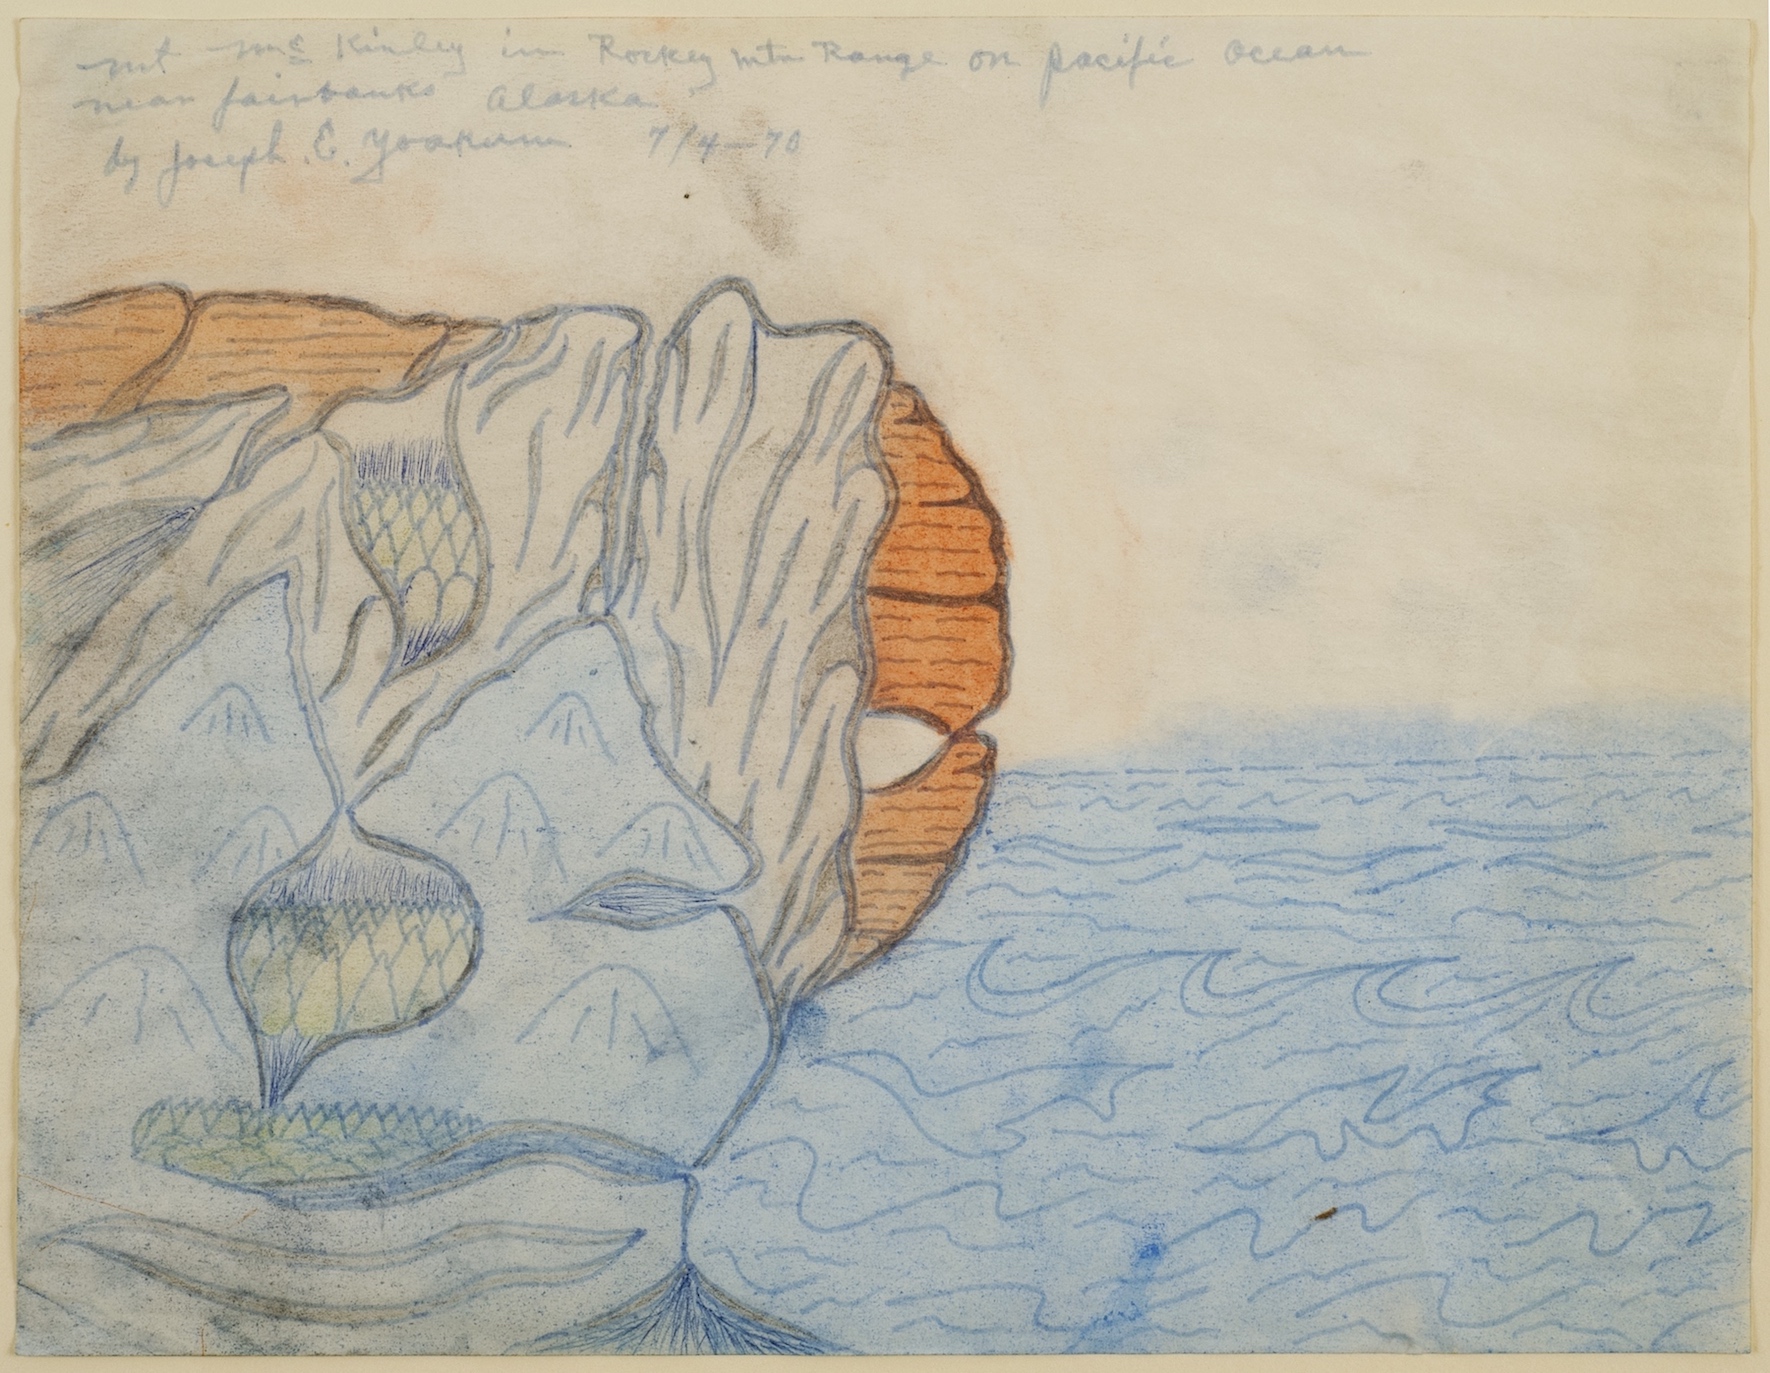 mt Mc Kinley in Rockey mtn Range on pacific Ocean
near fairbanks Alaska
by Joseph. E. Yoakum 7/4-70